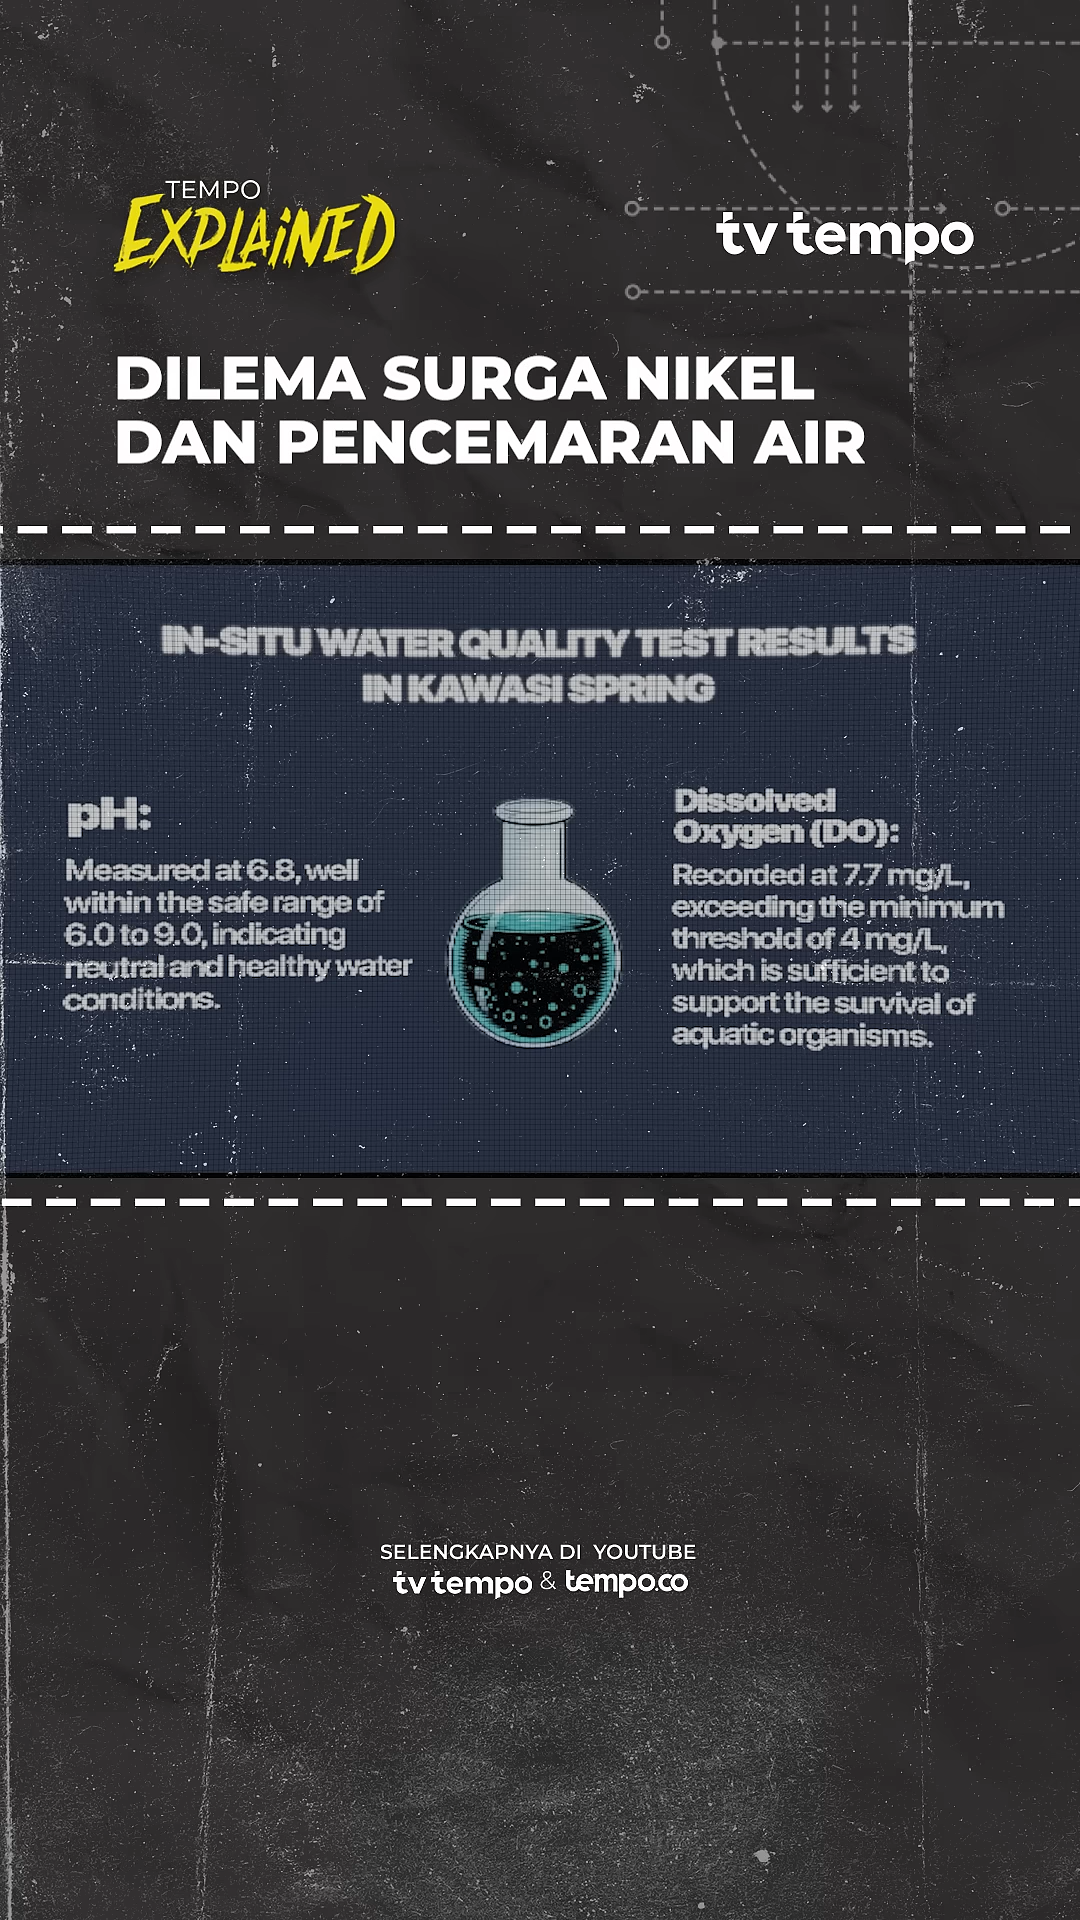 TEMPO
EXPLAINED
tv tempo
DILEMA SURGA NIKEL
DAN PENCEMARAN AIR
IN-SITU WATER QUALITY TEST RESULTS
IN KAWASI SPRING
pH:
Measured at 6.8, well
within the safe range of
6.0 to 9.0, indicating
neutral and healthy water
conditions.
Dissolved
Oxygen (DO):
Recorded at 7.7 mg/L,
exceeding the minimum
threshold of 4 mg/L,
which is sufficient to
support the survival of
aquatic organisms.
SELENGKAPNYA DI YOUTUBE
tv tempo & tempo.co